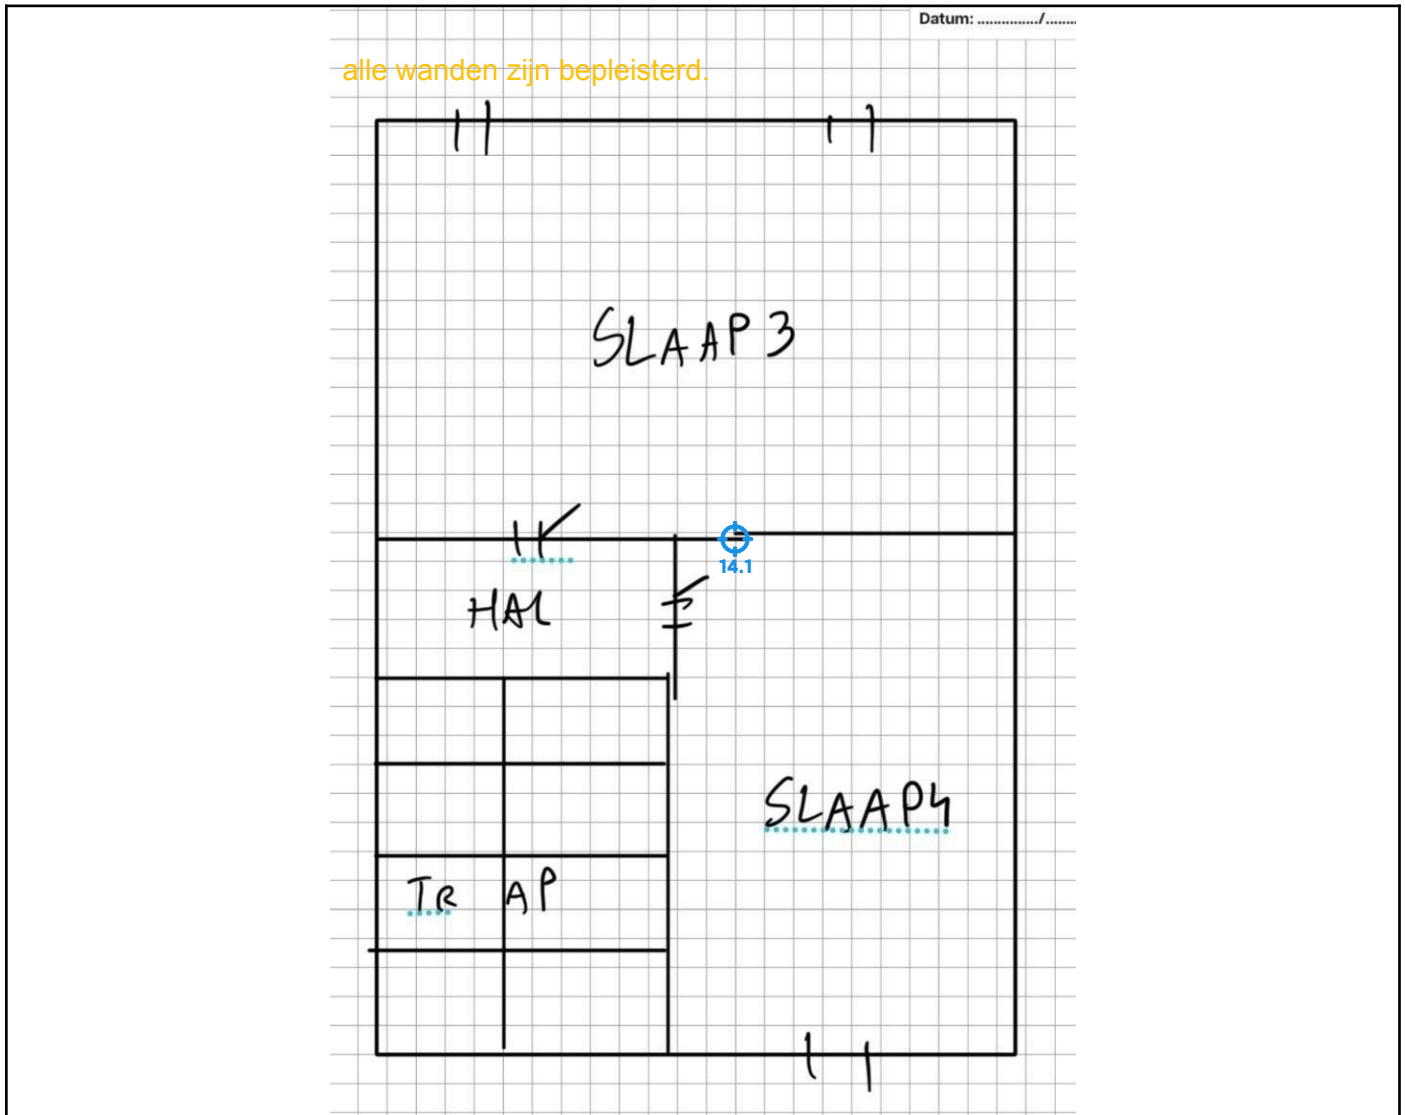 Datum: ............../........
alle wanden zijn bepleisterd.
SLAAP 3
14.1
HAL
SLAAP4
TR AP